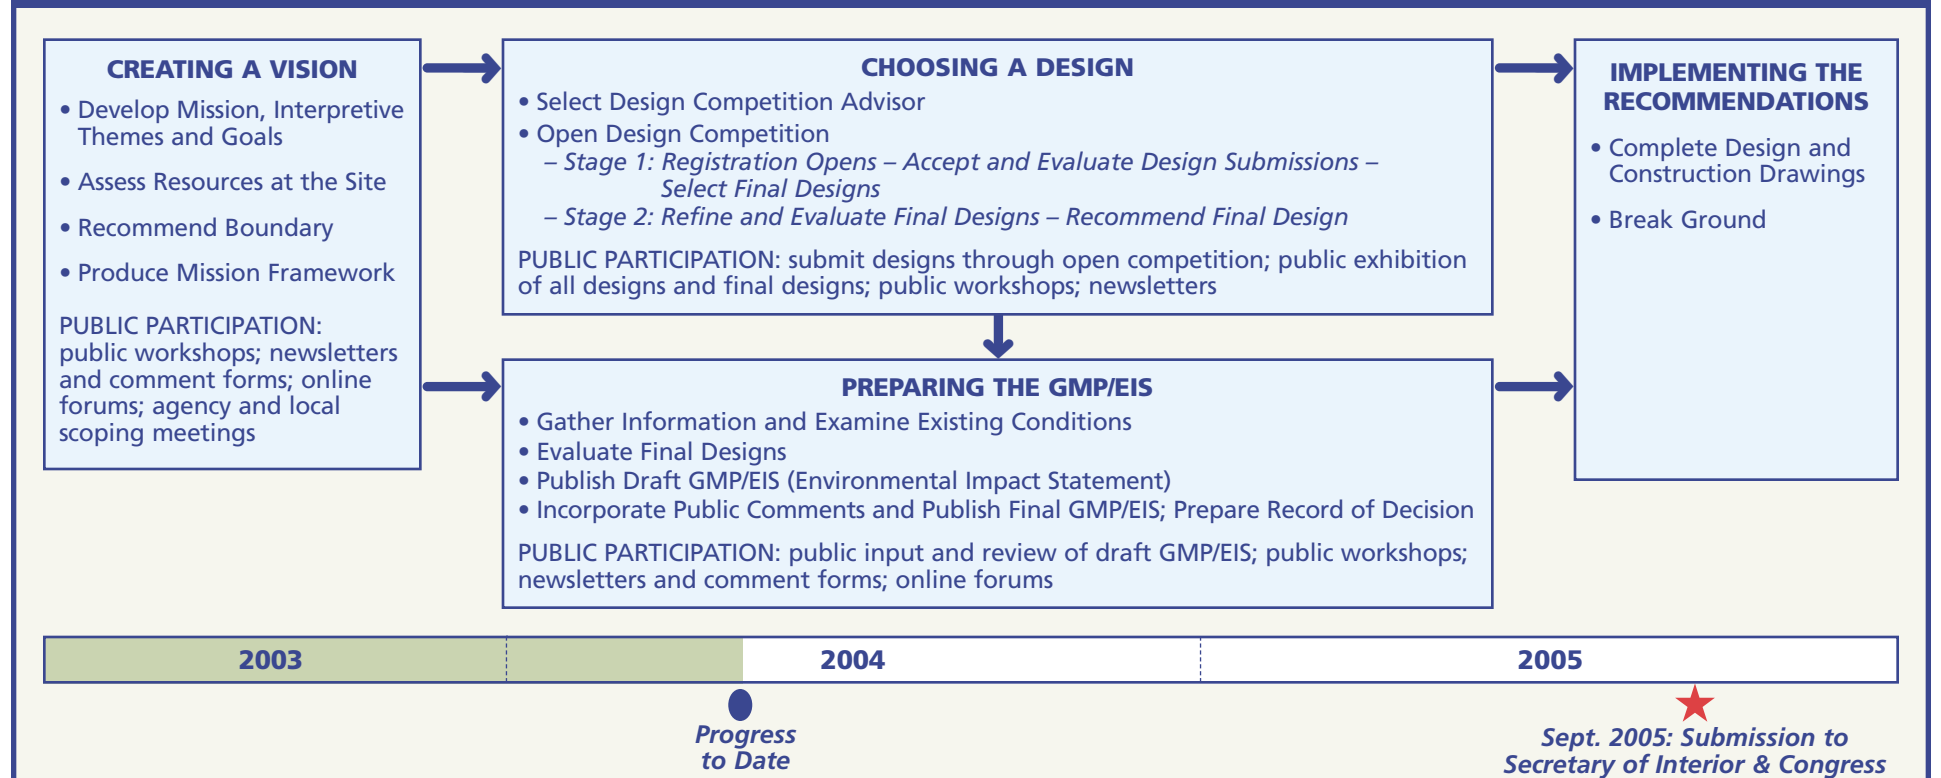 CREATING A VISION
• Develop Mission, Interpretive
Themes and Goals
• Assess Resources at the Site
• Recommend Boundary
• Produce Mission Framework
PUBLIC PARTICIPATION:
public workshops; newsletters
and comment forms; online
forums; agency and local
scoping meetings
CHOOSING A DESIGN
• Select Design Competition Advisor
• Open Design Competition
– Stage 1: Registration Opens – Accept and Evaluate Design Submissions –
Select Final Designs
– Stage 2: Refine and Evaluate Final Designs – Recommend Final Design
PUBLIC PARTICIPATION: submit designs through open competition; public exhibition
of all designs and final designs; public workshops; newsletters
PREPARING THE GMP/EIS
• Gather Information and Examine Existing Conditions
• Evaluate Final Designs
• Publish Draft GMP/EIS (Environmental Impact Statement)
• Incorporate Public Comments and Publish Final GMP/EIS; Prepare Record of Decision
PUBLIC PARTICIPATION: public input and review of draft GMP/EIS; public workshops;
newsletters and comment forms; online forums
IMPLEMENTING THE
RECOMMENDATIONS
• Complete Design and
Construction Drawings
• Break Ground
2003
2004
2005
Progress
to Date
Sept. 2005: Submission to
Secretary of Interior & Congress